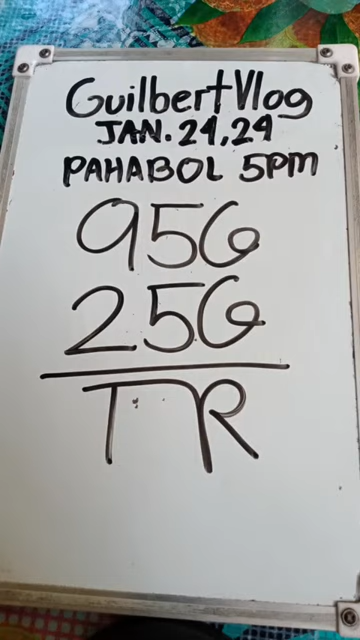 GuilbertVlog
JAN. 24, 24
PAHABOL 5pm
956
256
TR